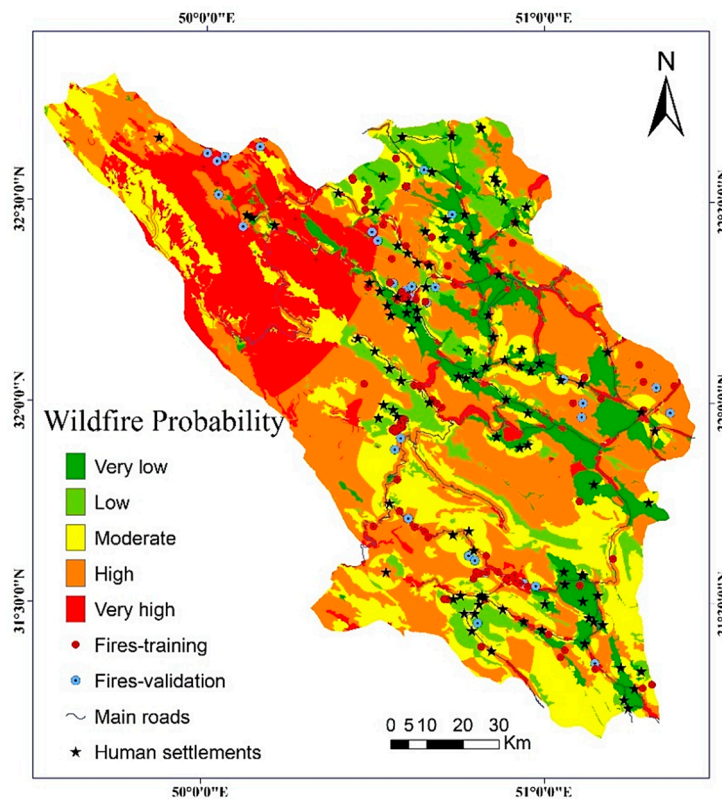 50°0'0"E 51°0'0"E
N
32°30'0"N
32°0'0"N
31°30'0"N
Wildfire Probability
Very low
Low
Moderate
High
Very high
Fires-training
Fires-validation
Main roads
Human settlements
0 5 10 20 30
Km
50°0'0"E 51°0'0"E